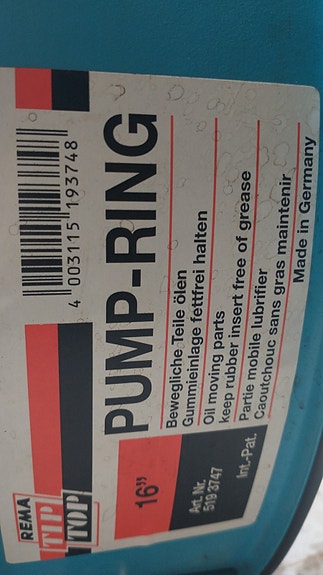 REMA
TIP
TOP
4 003115 193748
PUMP-RING
16"
Art. Nr.
519 3747
Int.-Pat.
Bewegliche Teile ölen
Gummieinlage fettfrei halten
Oil moving parts
keep rubber insert free of grease
Partie mobile lubrifier
Caoutchouc sans gras maintenir
Made in Germany